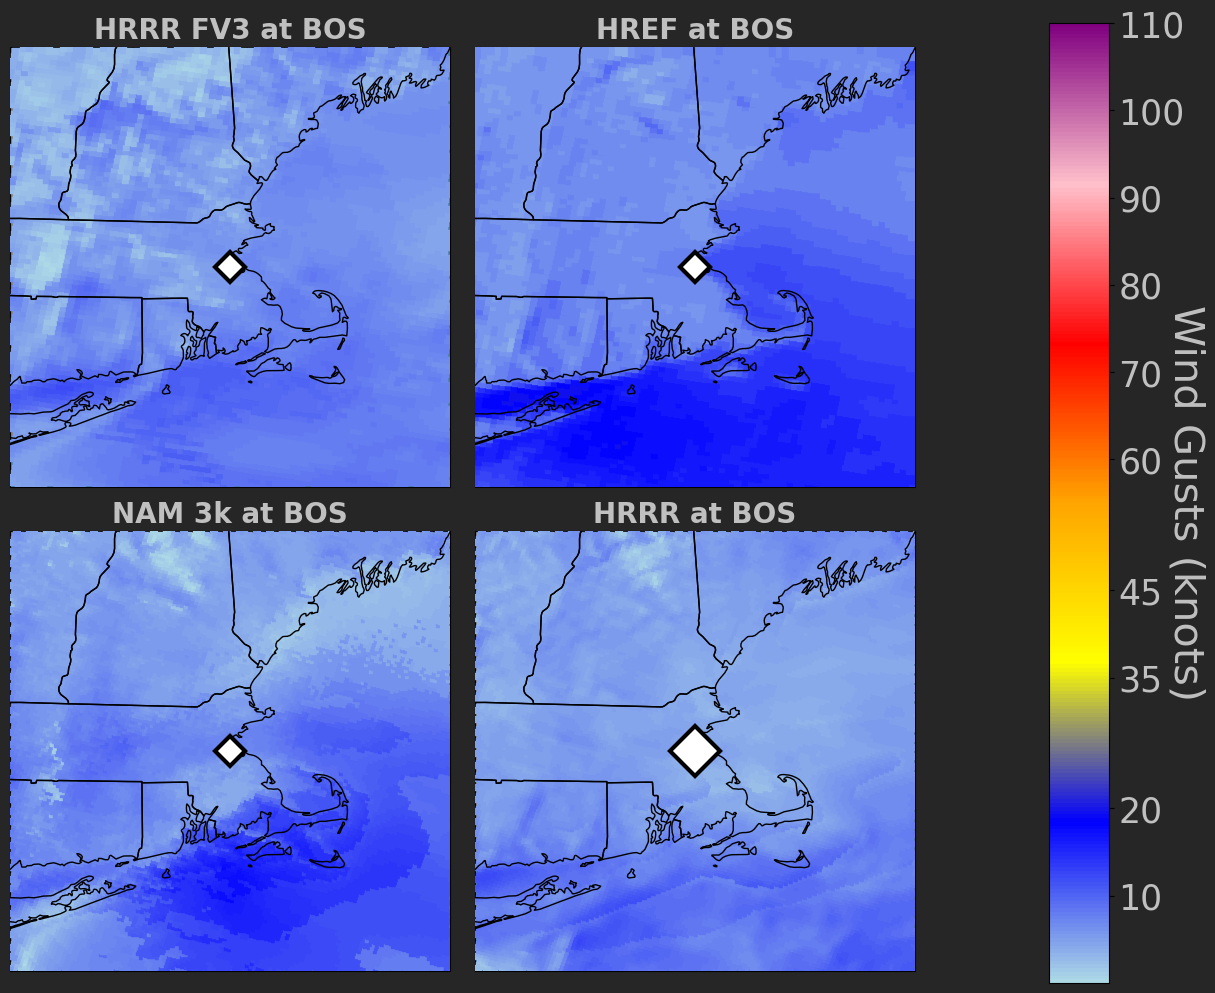 HRRR FV3 at BOS
HREF at BOS
NAM 3k at BOS
HRRR at BOS
110
100
90
80
70
60
45
35
20
10
Wind Gusts (knots)